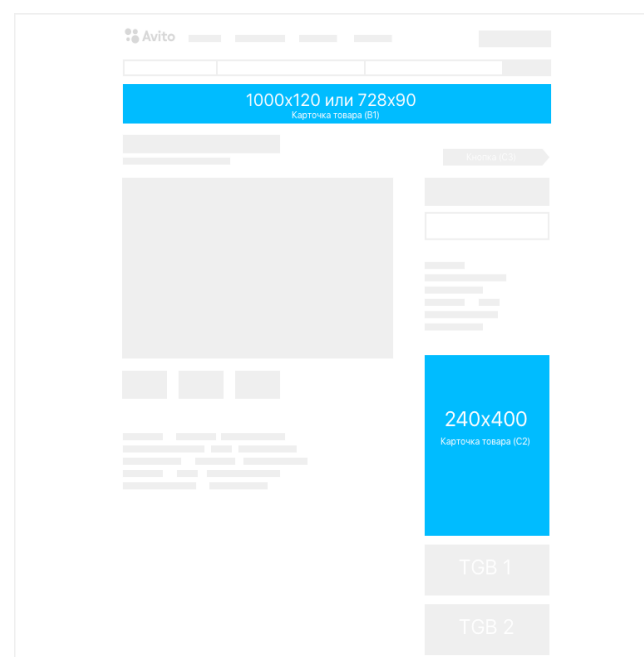 Avito
1000x120 или 728x90
Карточка товара (B1)
Кнопка (C3)
240x400
Карточка товара (C2)
TGB 1
TGB 2